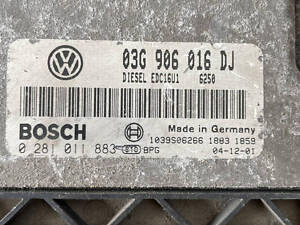 03G 906 016 DJ
DIESEL EDC16U1 6250
BOSCH
Made in Germany
1039S06266 1883 1859
0 281 011 883 BPG 04-12-01